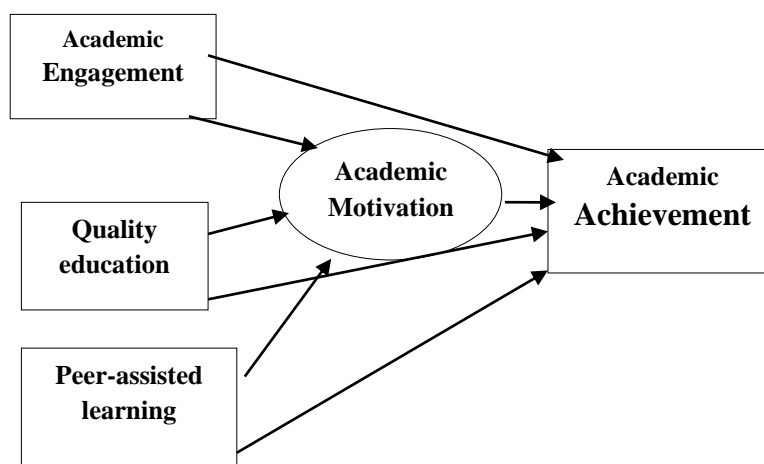 Academic
Engagement
Academic
Motivation
Academic
Achievement
Quality
education
Peer-assisted
learning